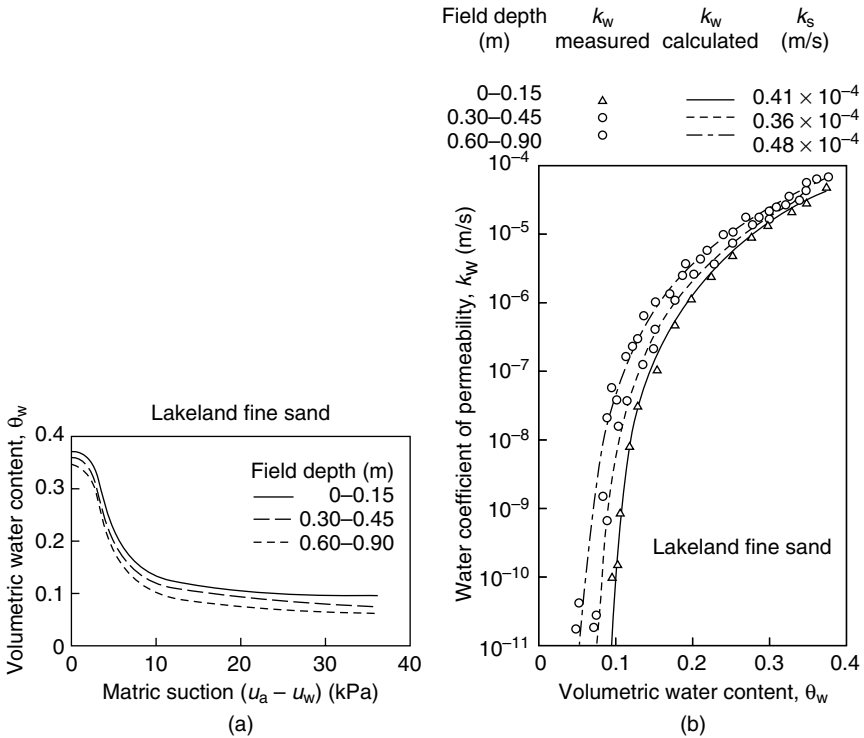 Field depth (m) k_w measured k_w calculated k_s (m/s)
0–0.15 0.41 × 10⁻⁴
0.30–0.45 0.36 × 10⁻⁴
0.60–0.90 0.48 × 10⁻⁴
Lakeland fine sand
Volumetric water content, θ_w
0.4
0.3
0.2
0.1
0
Field depth (m)
0–0.15
0.30–0.45
0.60–0.90
0 10 20 30 40
Matric suction (u_a – u_w) (kPa)
(a)
Water coefficient of permeability, k_w (m/s)
10⁻⁴
10⁻⁵
10⁻⁶
10⁻⁷
10⁻⁸
10⁻⁹
10⁻¹⁰
10⁻¹¹
Lakeland fine sand
0 0.1 0.2 0.3 0.4
Volumetric water content, θ_w
(b)